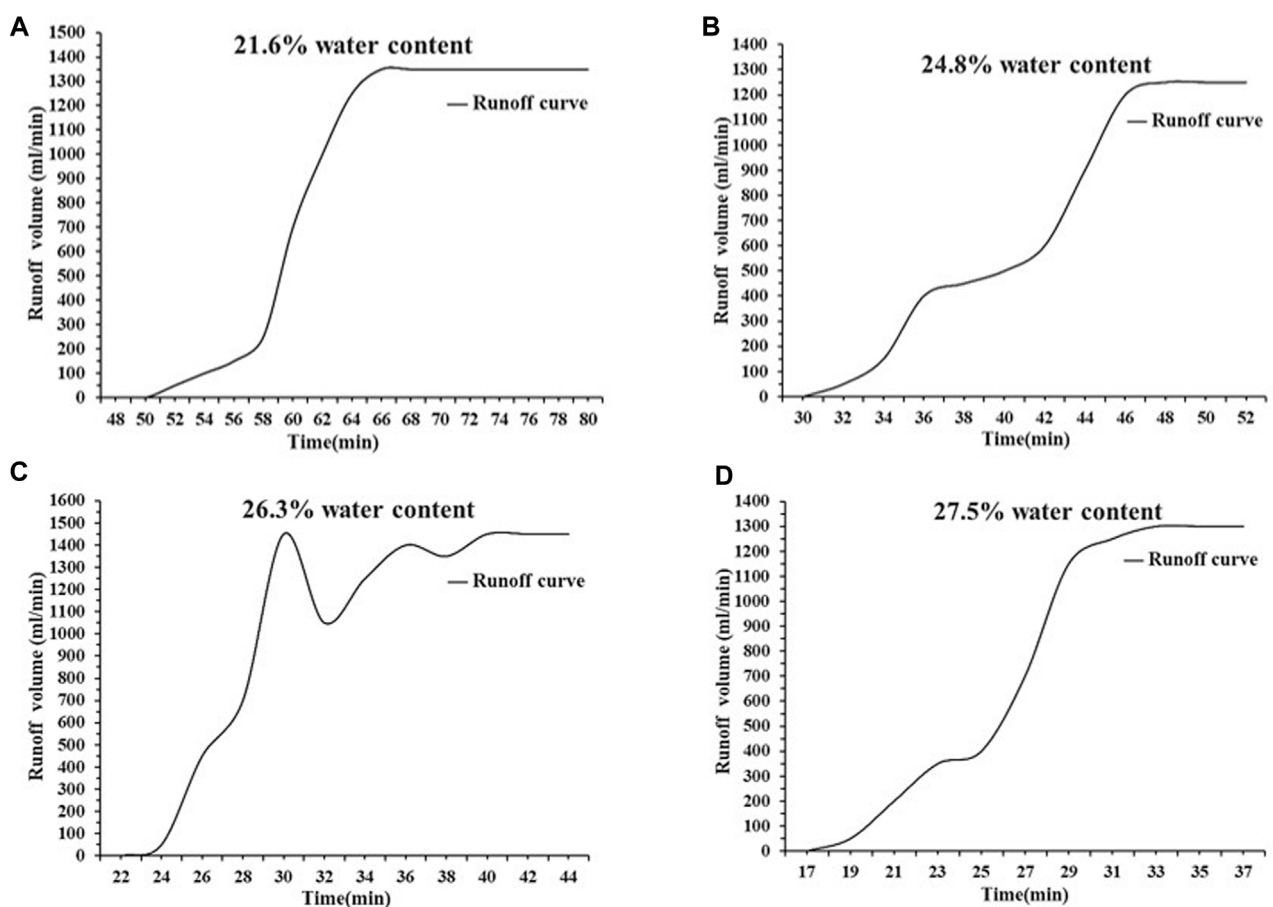 A
21.6% water content
Runoff curve
Runoff volume (ml/min)
1500
1400
1300
1200
1100
1000
900
800
700
600
500
400
300
200
100
0
48 50 52 54 56 58 60 62 64 66 68 70 72 74 76 78 80
Time(min)
B
24.8% water content
Runoff curve
Runoff volume (ml/min)
1400
1300
1200
1100
1000
900
800
700
600
500
400
300
200
100
0
30 32 34 36 38 40 42 44 46 48 50 52
Time(min)
C
26.3% water content
Runoff curve
Runoff volume (ml/min)
1600
1500
1400
1300
1200
1100
1000
900
800
700
600
500
400
300
200
100
0
22 24 26 28 30 32 34 36 38 40 42 44
Time(min)
D
27.5% water content
Runoff curve
Runoff volume (ml/min)
1400
1300
1200
1100
1000
900
800
700
600
500
400
300
200
100
0
17 19 21 23 25 27 29 31 33 35 37
Time(min)